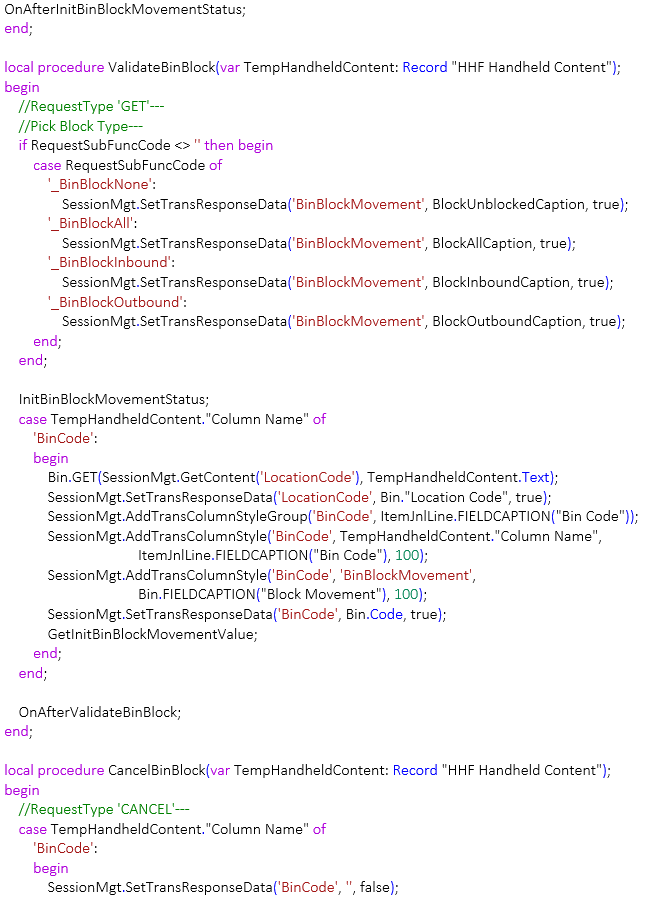 OnAfterInitBinBlockMovementStatus;
end;

local procedure ValidateBinBlock(var TempHandheldContent: Record "HHF Handheld Content");
begin
  //RequestType 'GET'---
  //Pick Block Type---
  if RequestSubFuncCode <> '' then begin
    case RequestSubFuncCode of
      '_BinBlockNone':
        SessionMgt.SetTransResponseData('BinBlockMovement', BlockUnblockedCaption, true);
      '_BinBlockAll':
        SessionMgt.SetTransResponseData('BinBlockMovement', BlockAllCaption, true);
      '_BinBlockInbound':
        SessionMgt.SetTransResponseData('BinBlockMovement', BlockInboundCaption, true);
      '_BinBlockOutbound':
        SessionMgt.SetTransResponseData('BinBlockMovement', BlockOutboundCaption, true);
    end;
  end;

  InitBinBlockMovementStatus;
  case TempHandheldContent."Column Name" of
    'BinCode':
    begin
      Bin.GET(SessionMgt.GetContent('LocationCode'), TempHandheldContent.Text);
      SessionMgt.SetTransResponseData('LocationCode', Bin."Location Code", true);
      SessionMgt.AddTransColumnStyleGroup('BinCode', ItemJnlLine.FIELDCAPTION("Bin Code"));
      SessionMgt.AddTransColumnStyle('BinCode', TempHandheldContent."Column Name",
                  ItemJnlLine.FIELDCAPTION("Bin Code"), 100);
      SessionMgt.AddTransColumnStyle('BinCode', 'BinBlockMovement',
                  Bin.FIELDCAPTION("Block Movement"), 100);
      SessionMgt.SetTransResponseData('BinCode', Bin.Code, true);
      GetInitBinBlockMovementValue;
    end;
  end;

  OnAfterValidateBinBlock;
end;

local procedure CancelBinBlock(var TempHandheldContent: Record "HHF Handheld Content");
begin
  //RequestType 'CANCEL'---
  case TempHandheldContent."Column Name" of
    'BinCode':
    begin
      SessionMgt.SetTransResponseData('BinCode', '', false);